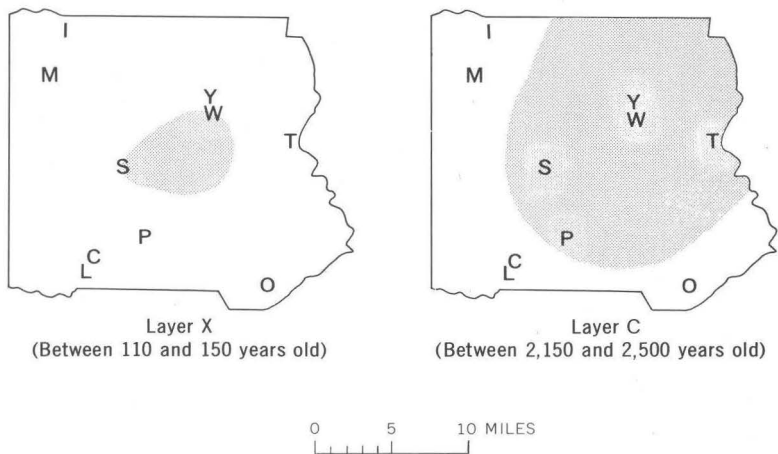 I
M
Y
W
T
S
P
C
L
O
Layer X
(Between 110 and 150 years old)
I
M
Y
W
T
S
P
C
L
O
Layer C
(Between 2,150 and 2,500 years old)
0 5 10 MILES